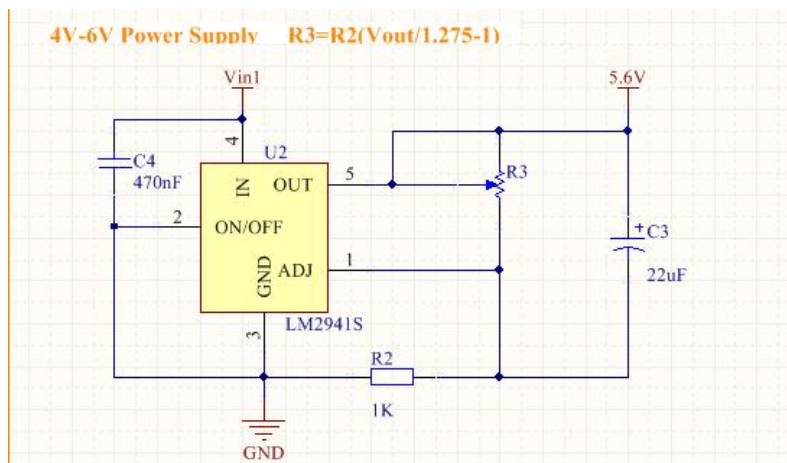 4V-6V Power Supply R3=R2(Vout/1.275-1)
Vin1
5.6V
4
U2
C4
470nF
IN
OUT
5
R3
2
ON/OFF
C3
+
22uF
GND
ADJ
1
3
LM2941S
R2
1K
GND